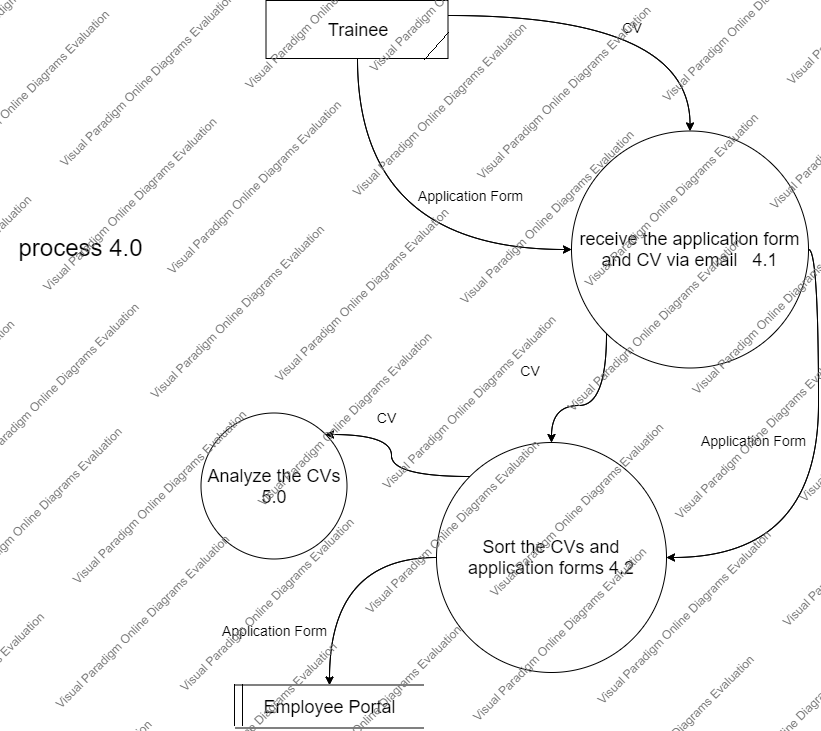 Trainee
CV
Application Form
process 4.0
receive the application form
and CV via email 4.1
CV
CV
Application Form
Analyze the CVs
5.0
Sort the CVs and
application forms 4.2
Application Form
Employee Portal
Visual Paradigm Online Diagrams Evaluation